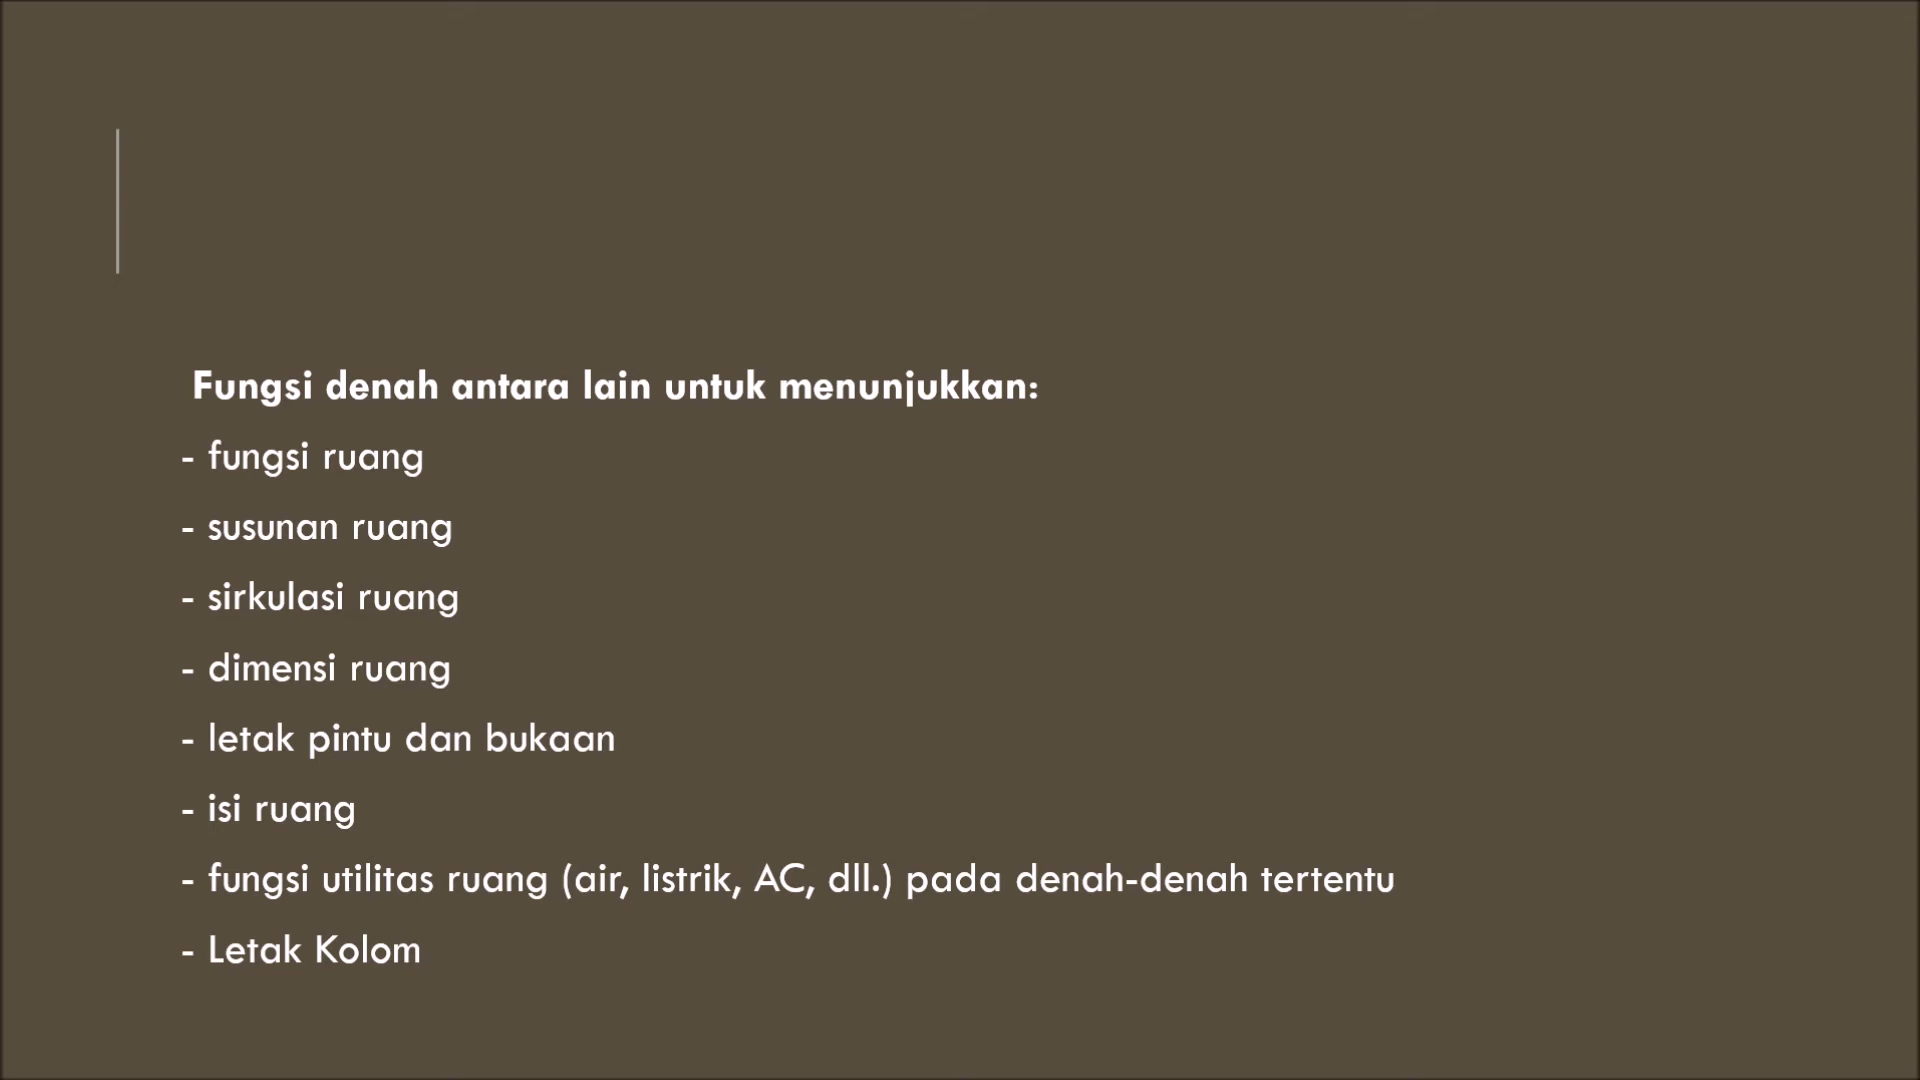 Fungsi denah antara lain untuk menunjukkan:
- fungsi ruang
- susunan ruang
- sirkulasi ruang
- dimensi ruang
- letak pintu dan bukaan
- isi ruang
- fungsi utilitas ruang (air, listrik, AC, dll.) pada denah-denah tertentu
- Letak Kolom